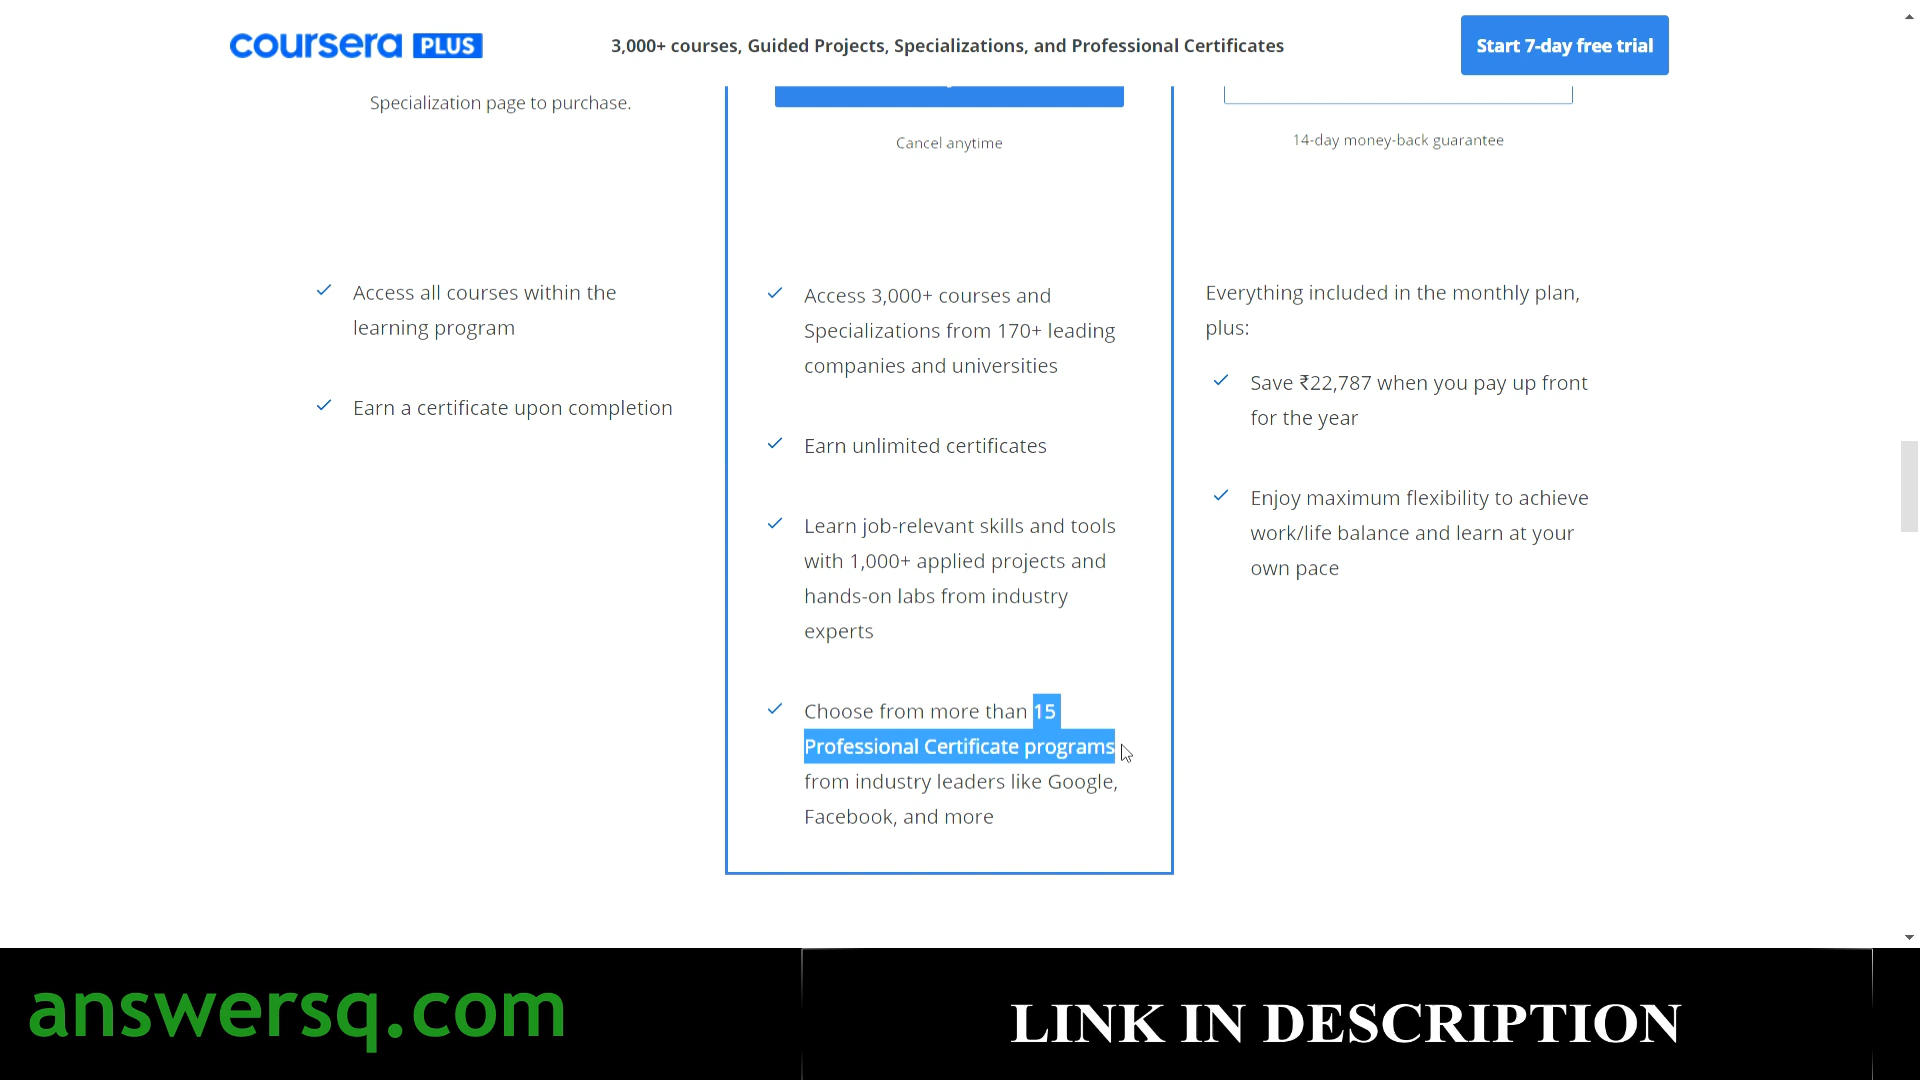 coursera PLUS
3,000+ courses, Guided Projects, Specializations, and Professional Certificates
Start 7-day free trial
Specialization page to purchase.
Access all courses within the
learning program
Earn a certificate upon completion
Cancel anytime
Access 3,000+ courses and
Specializations from 170+ leading
companies and universities
Earn unlimited certificates
Learn job-relevant skills and tools
with 1,000+ applied projects and
hands-on labs from industry
experts
Choose from more than 15
Professional Certificate programs
from industry leaders like Google,
Facebook, and more
14-day money-back guarantee
Everything included in the monthly plan,
plus:
Save ₹22,787 when you pay up front
for the year
Enjoy maximum flexibility to achieve
work/life balance and learn at your
own pace
answersq.com
LINK IN DESCRIPTION